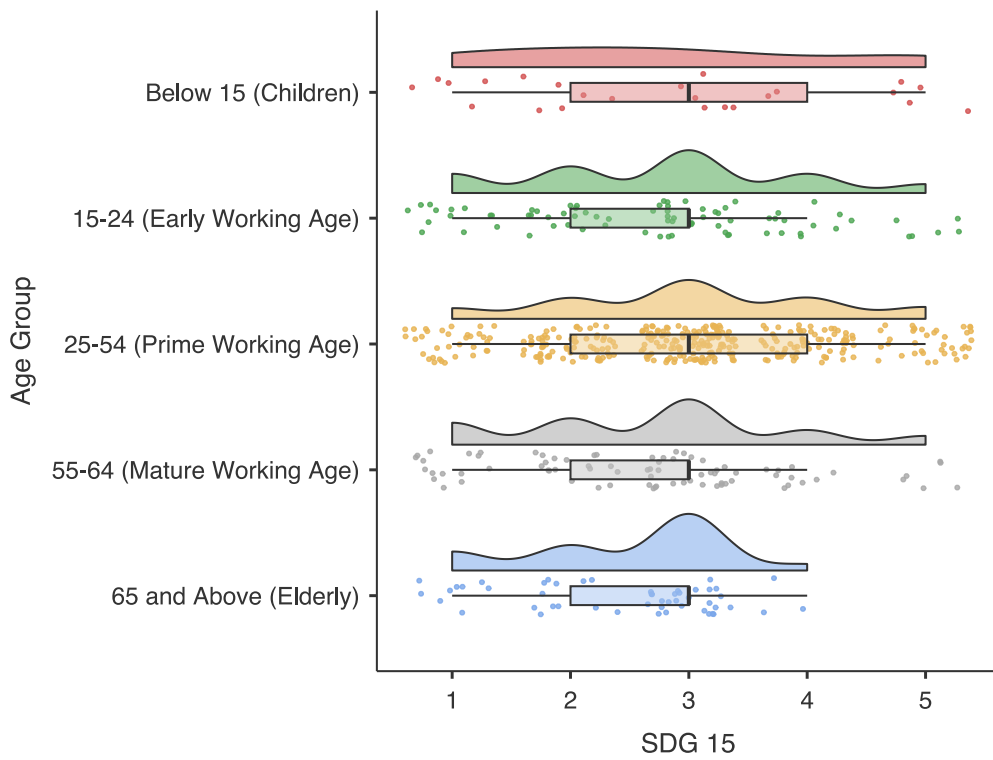 Below 15 (Children)
15-24 (Early Working Age)
25-54 (Prime Working Age)
55-64 (Mature Working Age)
65 and Above (Elderly)
Age Group
1 2 3 4 5
SDG 15